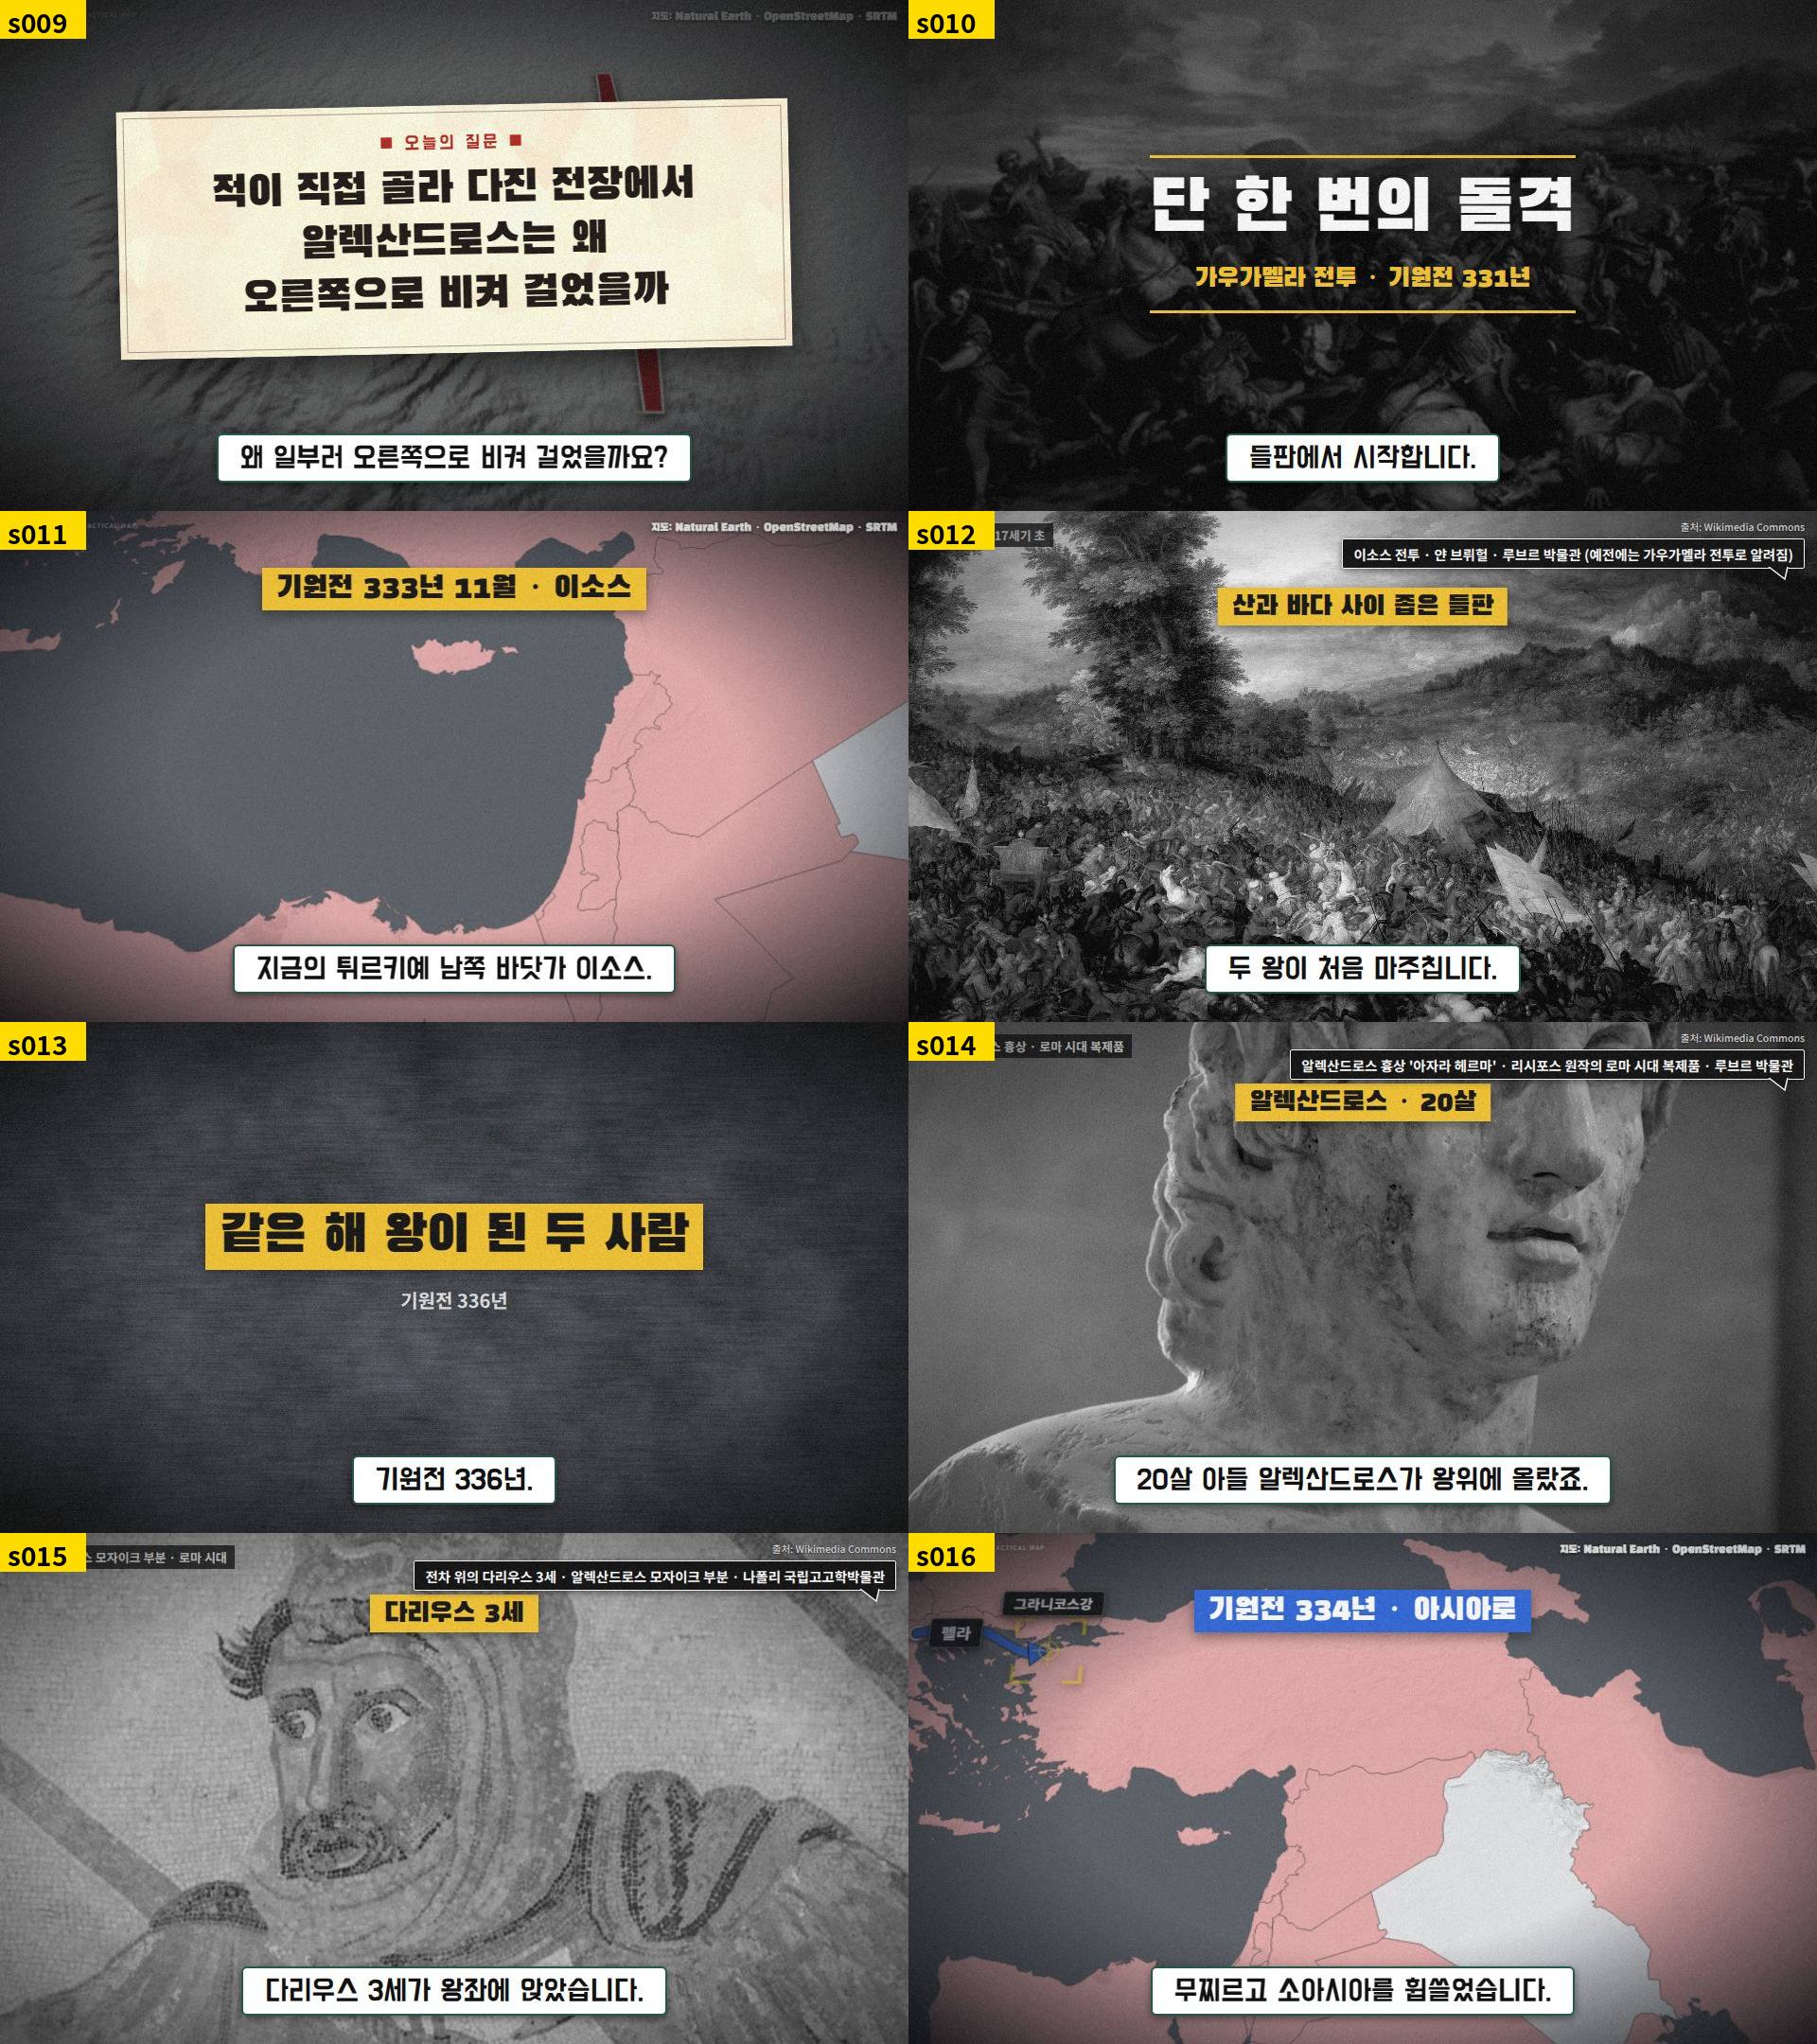 s009
지도: Natural Earth · OpenStreetMap · SRTM
■ 오늘의 질문 ■
적이 직접 골라 다진 전장에서
알렉산드로스는 왜
오른쪽으로 비켜 걸었을까
왜 일부러 오른쪽으로 비켜 걸었을까요?
s010
단 한 번의 돌격
가우가멜라 전투 · 기원전 331년
들판에서 시작합니다.
s011
지도: Natural Earth · OpenStreetMap · SRTM
기원전 333년 11월 · 이소스
지금의 튀르키예 남쪽 바닷가 이소스.
s012
17세기 초
출처: Wikimedia Commons
이소스 전투 · 얀 브뤼헐 · 루브르 박물관 (예전에는 가우가멜라 전투로 알려짐)
산과 바다 사이 좁은 들판
두 왕이 처음 마주칩니다.
s013
같은 해 왕이 된 두 사람
기원전 336년
기원전 336년.
s014
스 흉상 · 로마 시대 복제품
출처: Wikimedia Commons
알렉산드로스 흉상 '아자라 헤르마' · 리시포스 원작의 로마 시대 복제품 · 루브르 박물관
알렉산드로스 · 20살
20살 아들 알렉산드로스가 왕위에 올랐죠.
s015
스 모자이크 부분 · 로마 시대
출처: Wikimedia Commons
전차 위의 다리우스 3세 · 알렉산드로스 모자이크 부분 · 나폴리 국립고고학박물관
다리우스 3세
다리우스 3세가 왕좌에 앉았습니다.
s016
TACTICAL MAP
지도: Natural Earth · OpenStreetMap · SRTM
그라니코스강
펠라
기원전 334년 · 아시아로
무찌르고 소아시아를 휩쓸었습니다.